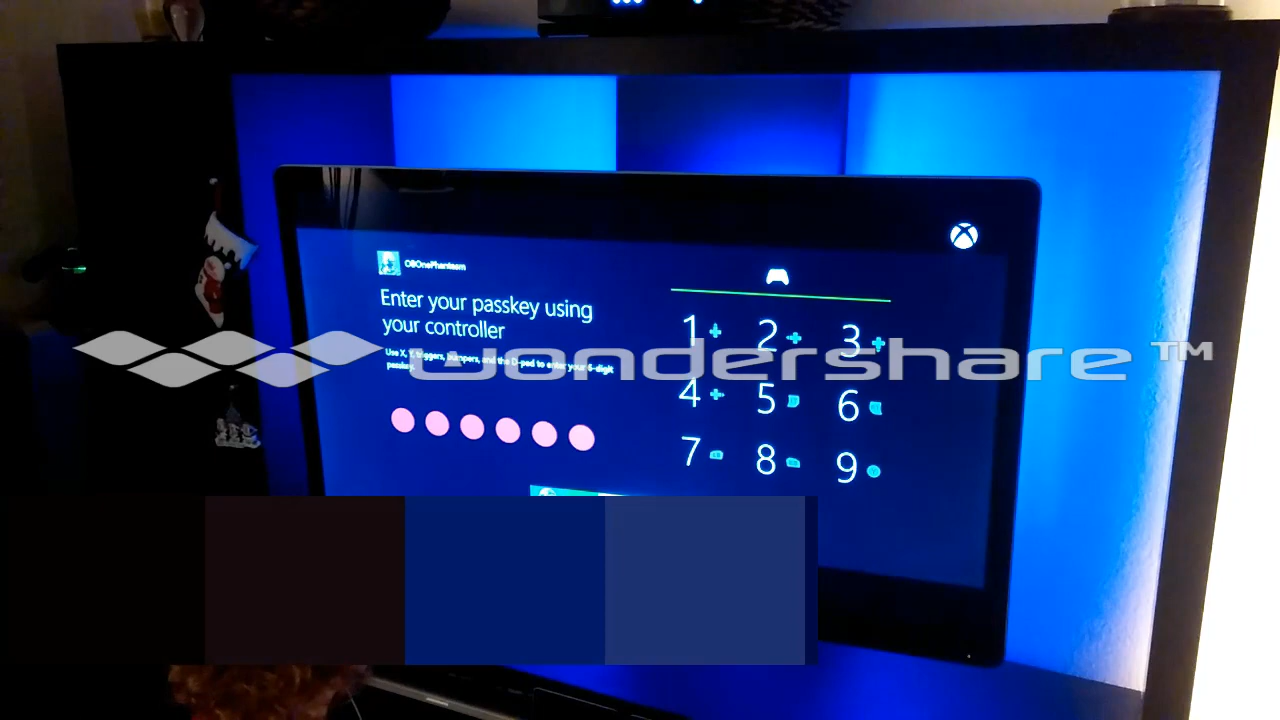 O8OnePhanteem
Enter your passkey using
your controller
Use X, Y, triggers, bumpers, and the D-pad to enter your 6-digit
passkey.
1 2 3
4 5 6
7 8 9
wondershare™